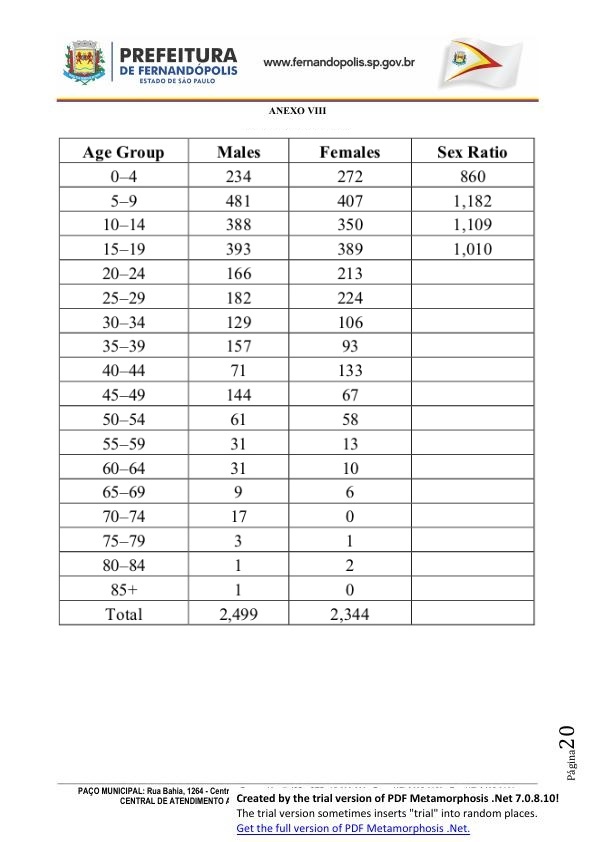 PREFEITURA
DE FERNANDÓPOLIS
ESTADO DE SÃO PAULO
www.fernandopolis.sp.gov.br
ANEXO VIII
Age Group Males Females Sex Ratio
0–4 234 272 860
5–9 481 407 1,182
10–14 388 350 1,109
15–19 393 389 1,010
20–24 166 213
25–29 182 224
30–34 129 106
35–39 157 93
40–44 71 133
45–49 144 67
50–54 61 58
55–59 31 13
60–64 31 10
65–69 9 6
70–74 17 0
75–79 3 1
80–84 1 2
85+ 1 0
Total 2,499 2,344
Página20
PAÇO MUNICIPAL: Rua Bahia, 1264 - Centr
CENTRAL DE ATENDIMENTO A
Created by the trial version of PDF Metamorphosis .Net 7.0.8.10!
The trial version sometimes inserts "trial" into random places.
Get the full version of PDF Metamorphosis .Net.